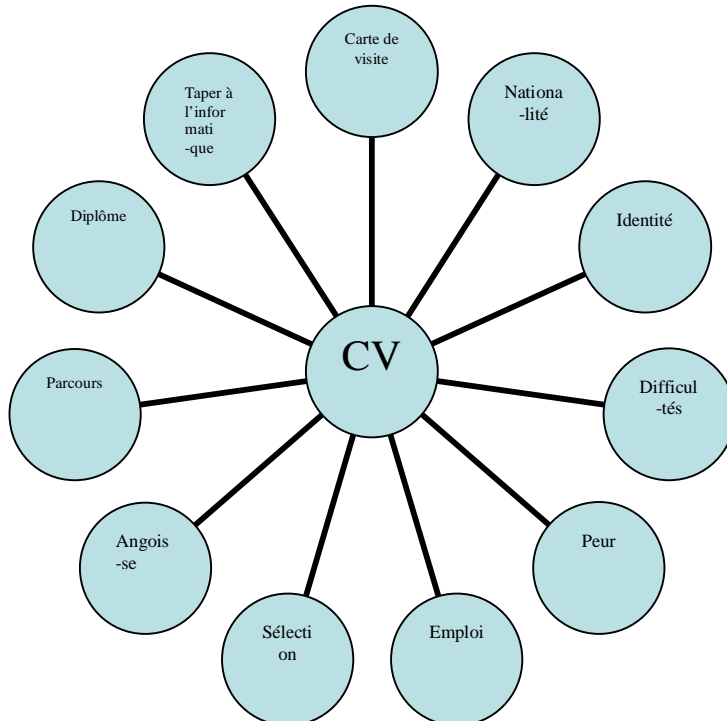 Carte de
visite
Nationa
-lité
Identité
Difficul
-tés
Peur
Emploi
Sélecti
on
Angois
-se
Parcours
Diplôme
Taper à
l’infor
mati
-que
CV